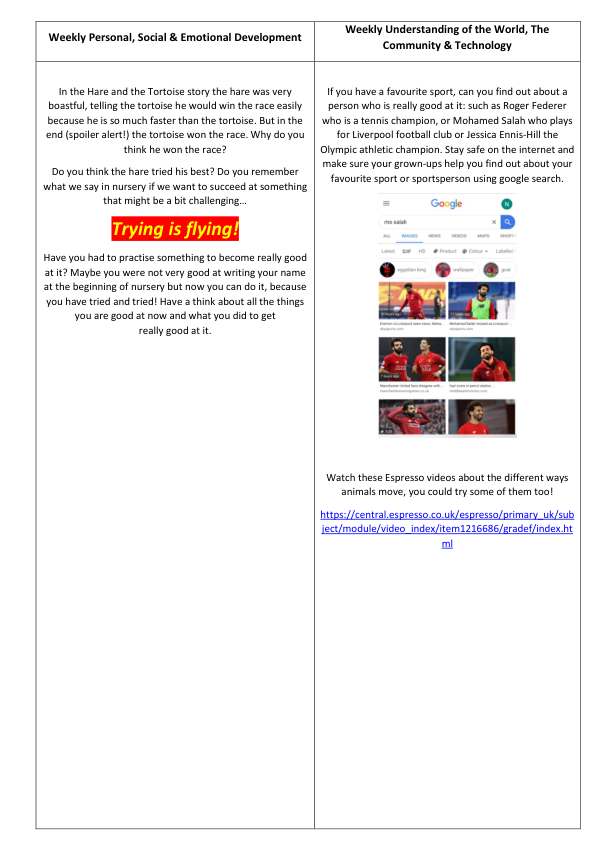 Weekly Personal, Social & Emotional Development
In the Hare and the Tortoise story the hare was very
boastful, telling the tortoise he would win the race easily
because he is so much faster than the tortoise. But in the
end (spoiler alert!) the tortoise won the race. Why do you
think he won the race?
Do you think the hare tried his best? Do you remember
what we say in nursery if we want to succeed at something
that might be a bit challenging…
Trying is flying!
Have you had to practise something to become really good
at it? Maybe you were not very good at writing your name
at the beginning of nursery but now you can do it, because
you have tried and tried! Have a think about all the things
you are good at now and what you did to get
really good at it.
Weekly Understanding of the World, The
Community & Technology
If you have a favourite sport, can you find out about a
person who is really good at it: such as Roger Federer
who is a tennis champion, or Mohamed Salah who plays
for Liverpool football club or Jessica Ennis-Hill the
Olympic athletic champion. Stay safe on the internet and
make sure your grown-ups help you find out about your
favourite sport or sportsperson using google search.
Google
N
mo salah
ALL IMAGES NEWS VIDEOS MAPS
Latest GIF HD Product Colour
egyptian king wallpaper goal
Watch these Espresso videos about the different ways
animals move, you could try some of them too!
https://central.espresso.co.uk/espresso/primary_uk/sub
ject/module/video_index/item1216686/gradef/index.ht
ml